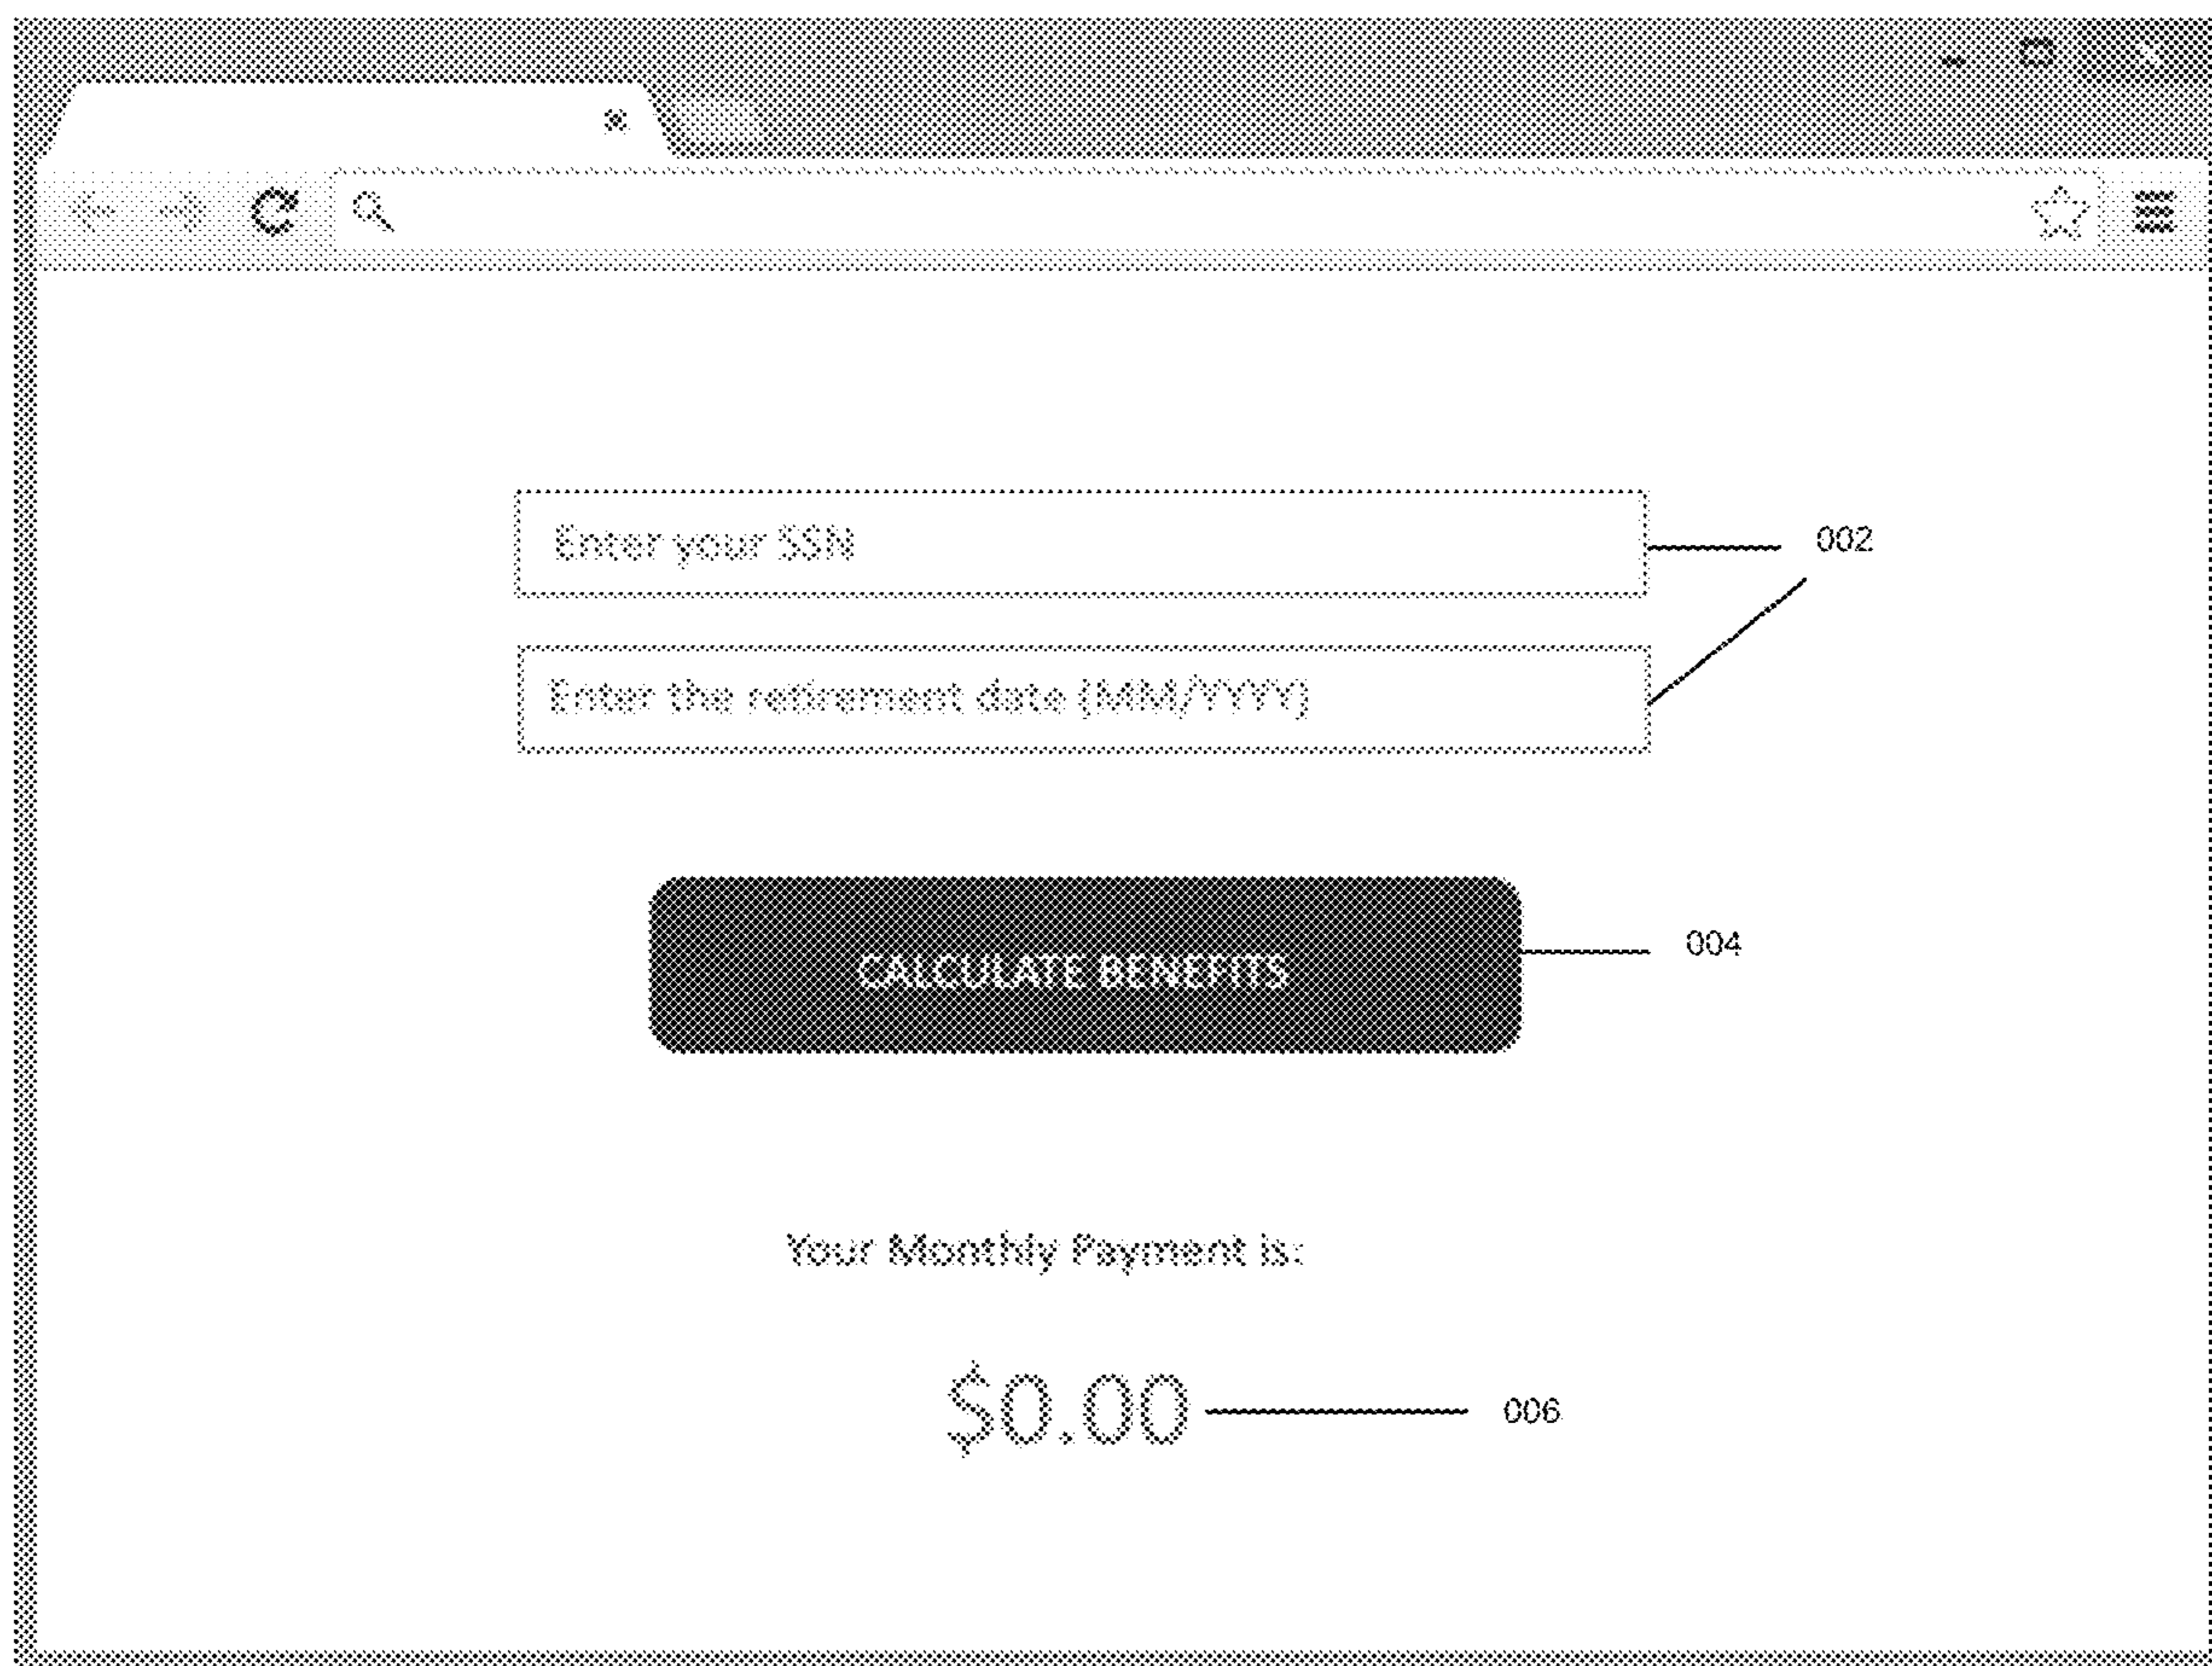 Enter your SSN
002
Enter the retirement date (MM/YYYY)
CALCULATE BENEFITS
004
Your Monthly Payment is:
$0.00
006